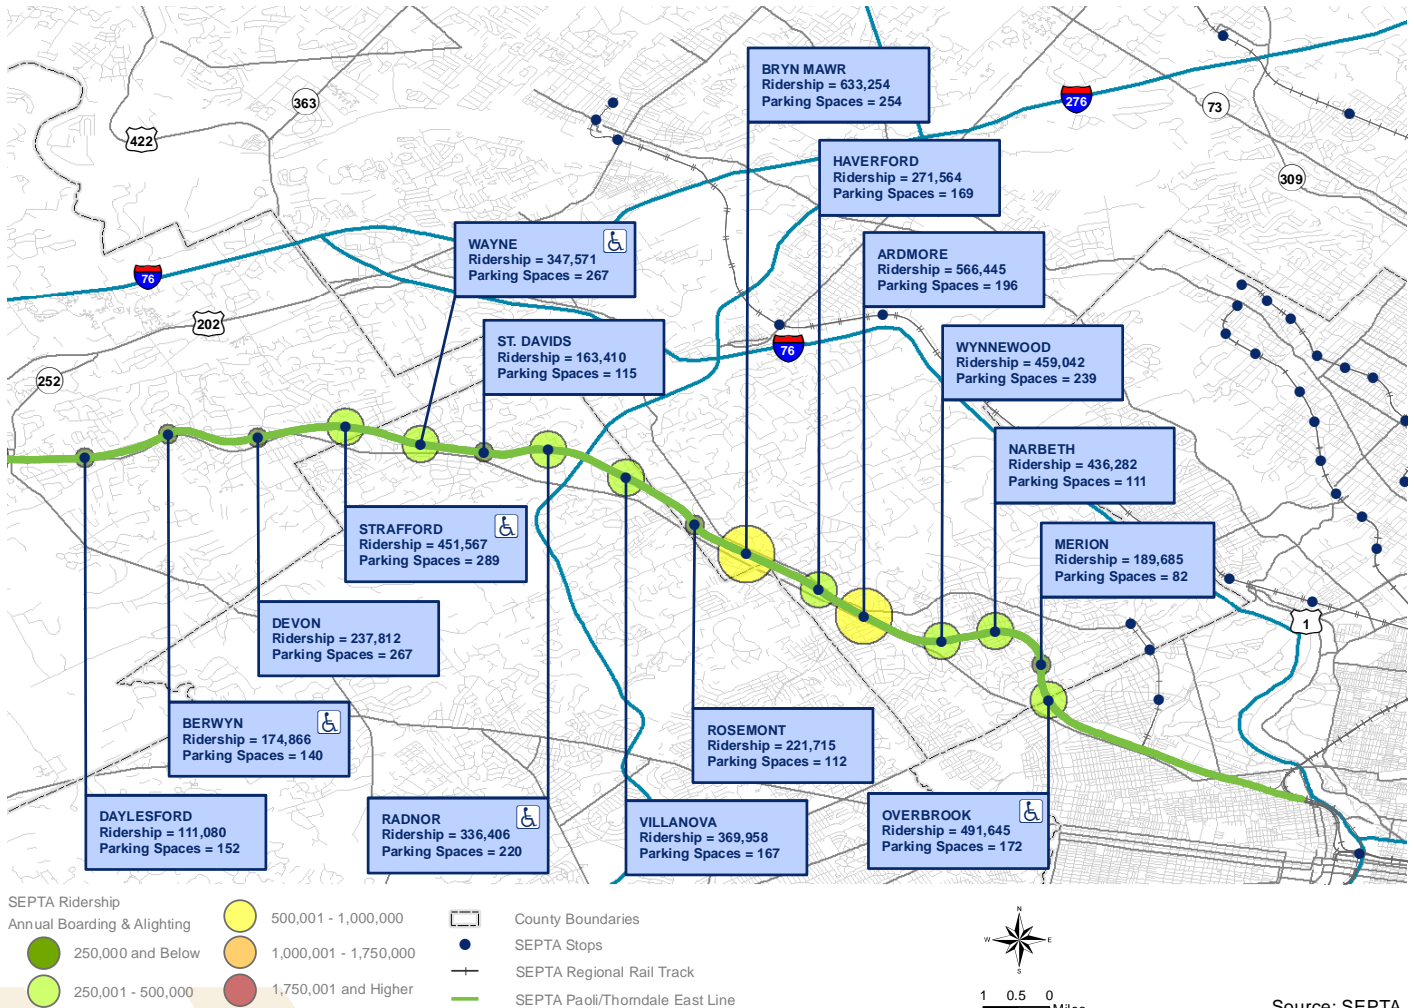 BRYN MAWR
Ridership = 633,254
Parking Spaces = 254
276
73
363
422
HAVERFORD
Ridership = 271,564
Parking Spaces = 169
309
WAYNE
Ridership = 347,571
Parking Spaces = 267
ARDMORE
Ridership = 566,445
Parking Spaces = 196
76
202
ST. DAVIDS
Ridership = 163,410
Parking Spaces = 115
76
WYNNEWOOD
Ridership = 459,042
Parking Spaces = 239
252
NARBETH
Ridership = 436,282
Parking Spaces = 111
STRAFFORD
Ridership = 451,567
Parking Spaces = 289
MERION
Ridership = 189,685
Parking Spaces = 82
DEVON
Ridership = 237,812
Parking Spaces = 267
1
BERWYN
Ridership = 174,866
Parking Spaces = 140
ROSEMONT
Ridership = 221,715
Parking Spaces = 112
DAYLESFORD
Ridership = 111,080
Parking Spaces = 152
RADNOR
Ridership = 336,406
Parking Spaces = 220
VILLANOVA
Ridership = 369,958
Parking Spaces = 167
OVERBROOK
Ridership = 491,645
Parking Spaces = 172
SEPTA Ridership
Annual Boarding & Alighting
250,000 and Below
250,001 - 500,000
500,001 - 1,000,000
1,000,001 - 1,750,000
1,750,001 and Higher
County Boundaries
SEPTA Stops
SEPTA Regional Rail Track
SEPTA Paoli/Thorndale East Line
N
W
E
S
1 0.5 0
Miles
Source: SEPTA